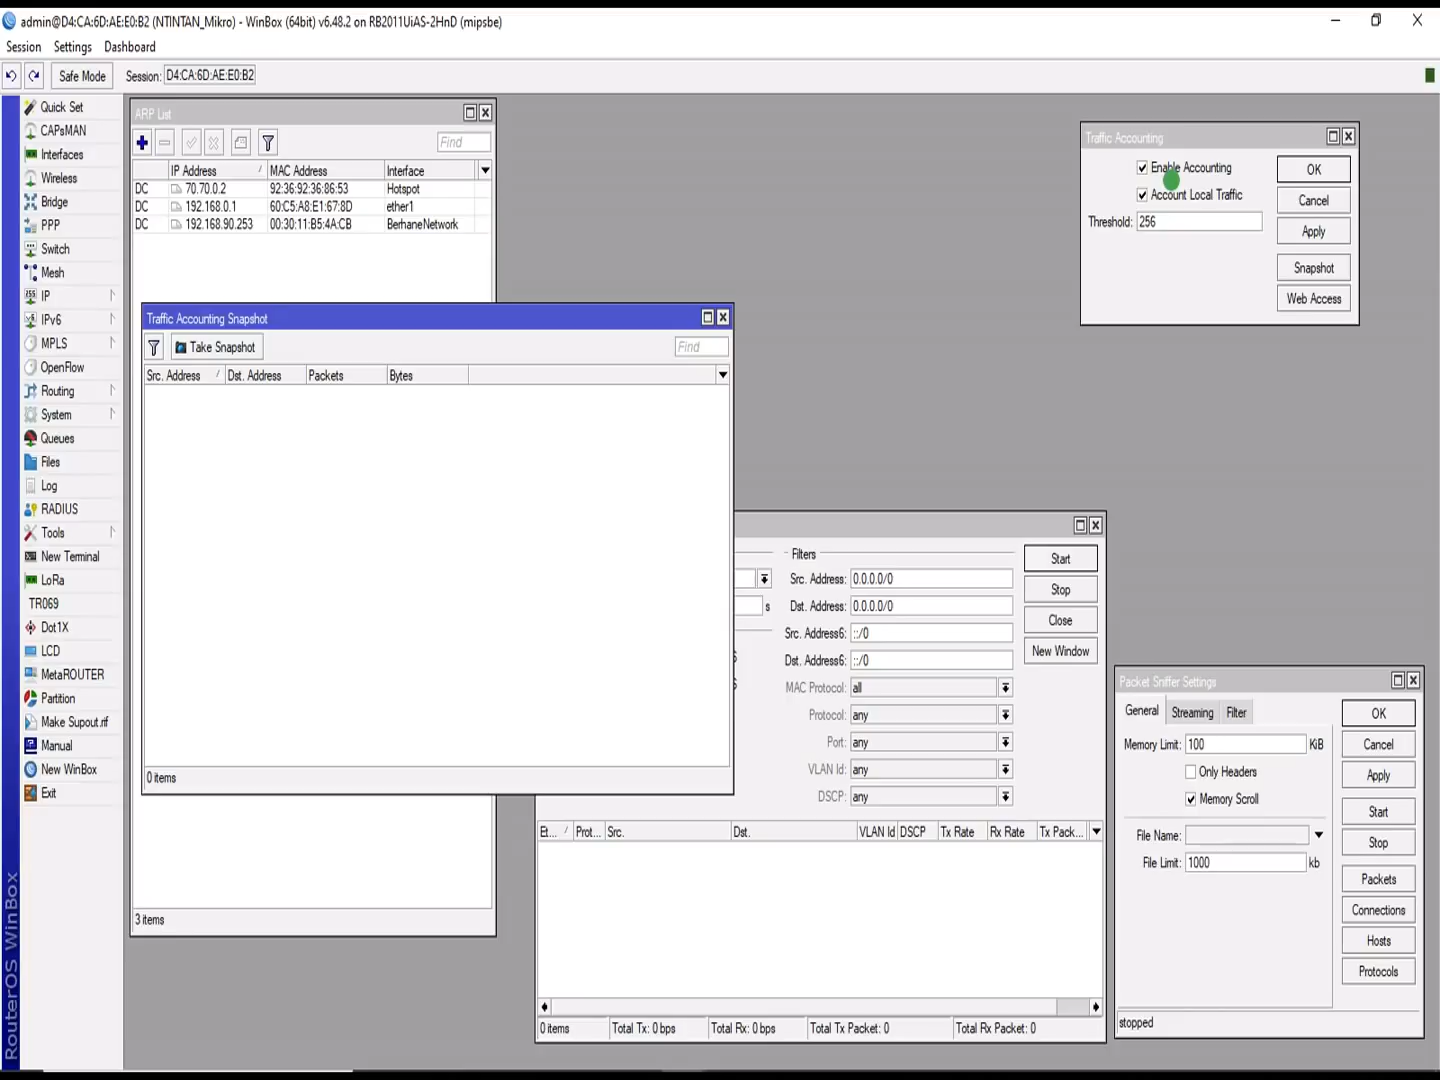 admin@D4:CA:6D:AE:E0:B2 (NTINTAN_Mikro) - WinBox (64bit) v6.48.2 on RB2011UiAS-2HnD (mipsbe)
Session Settings Dashboard
Safe Mode Session: D4:CA:6D:AE:E0:B2
Quick Set
CAPsMAN
Interfaces
Wireless
Bridge
PPP
Switch
Mesh
IP
IPv6
MPLS
OpenFlow
Routing
System
Queues
Files
Log
RADIUS
Tools
New Terminal
LoRa
TR069
Dot1X
LCD
MetaROUTER
Partition
Make Supout.rif
Manual
New WinBox
Exit
RouterOS WinBox
ARP List
Find
IP Address MAC Address Interface
DC 70.70.0.2 92:36:92:36:86:53 Hotspot
DC 192.168.0.1 60:C5:A8:E1:67:8D ether1
DC 192.168.90.253 00:30:11:B5:4A:CB BerhaneNetwork
3 items
Traffic Accounting Snapshot
Take Snapshot Find
Src. Address Dst. Address Packets Bytes
0 items
Traffic Accounting
Enable Accounting
Account Local Traffic
Threshold: 256
OK
Cancel
Apply
Snapshot
Web Access
s
Filters
Src. Address: 0.0.0.0/0
Dst. Address: 0.0.0.0/0
Src. Address6: ::/0
Dst. Address6: ::/0
MAC Protocol: all
Protocol: any
Port: any
VLAN Id: any
DSCP: any
Start
Stop
Close
New Window
Et... Prot... Src. Dst. VLAN Id DSCP Tx Rate Rx Rate Tx Pack...
0 items Total Tx: 0 bps Total Rx: 0 bps Total Tx Packet: 0 Total Rx Packet: 0
Packet Sniffer Settings
General Streaming Filter
Memory Limit: 100 KiB
Only Headers
Memory Scroll
File Name:
File Limit: 1000 kb
OK
Cancel
Apply
Start
Stop
Packets
Connections
Hosts
Protocols
stopped